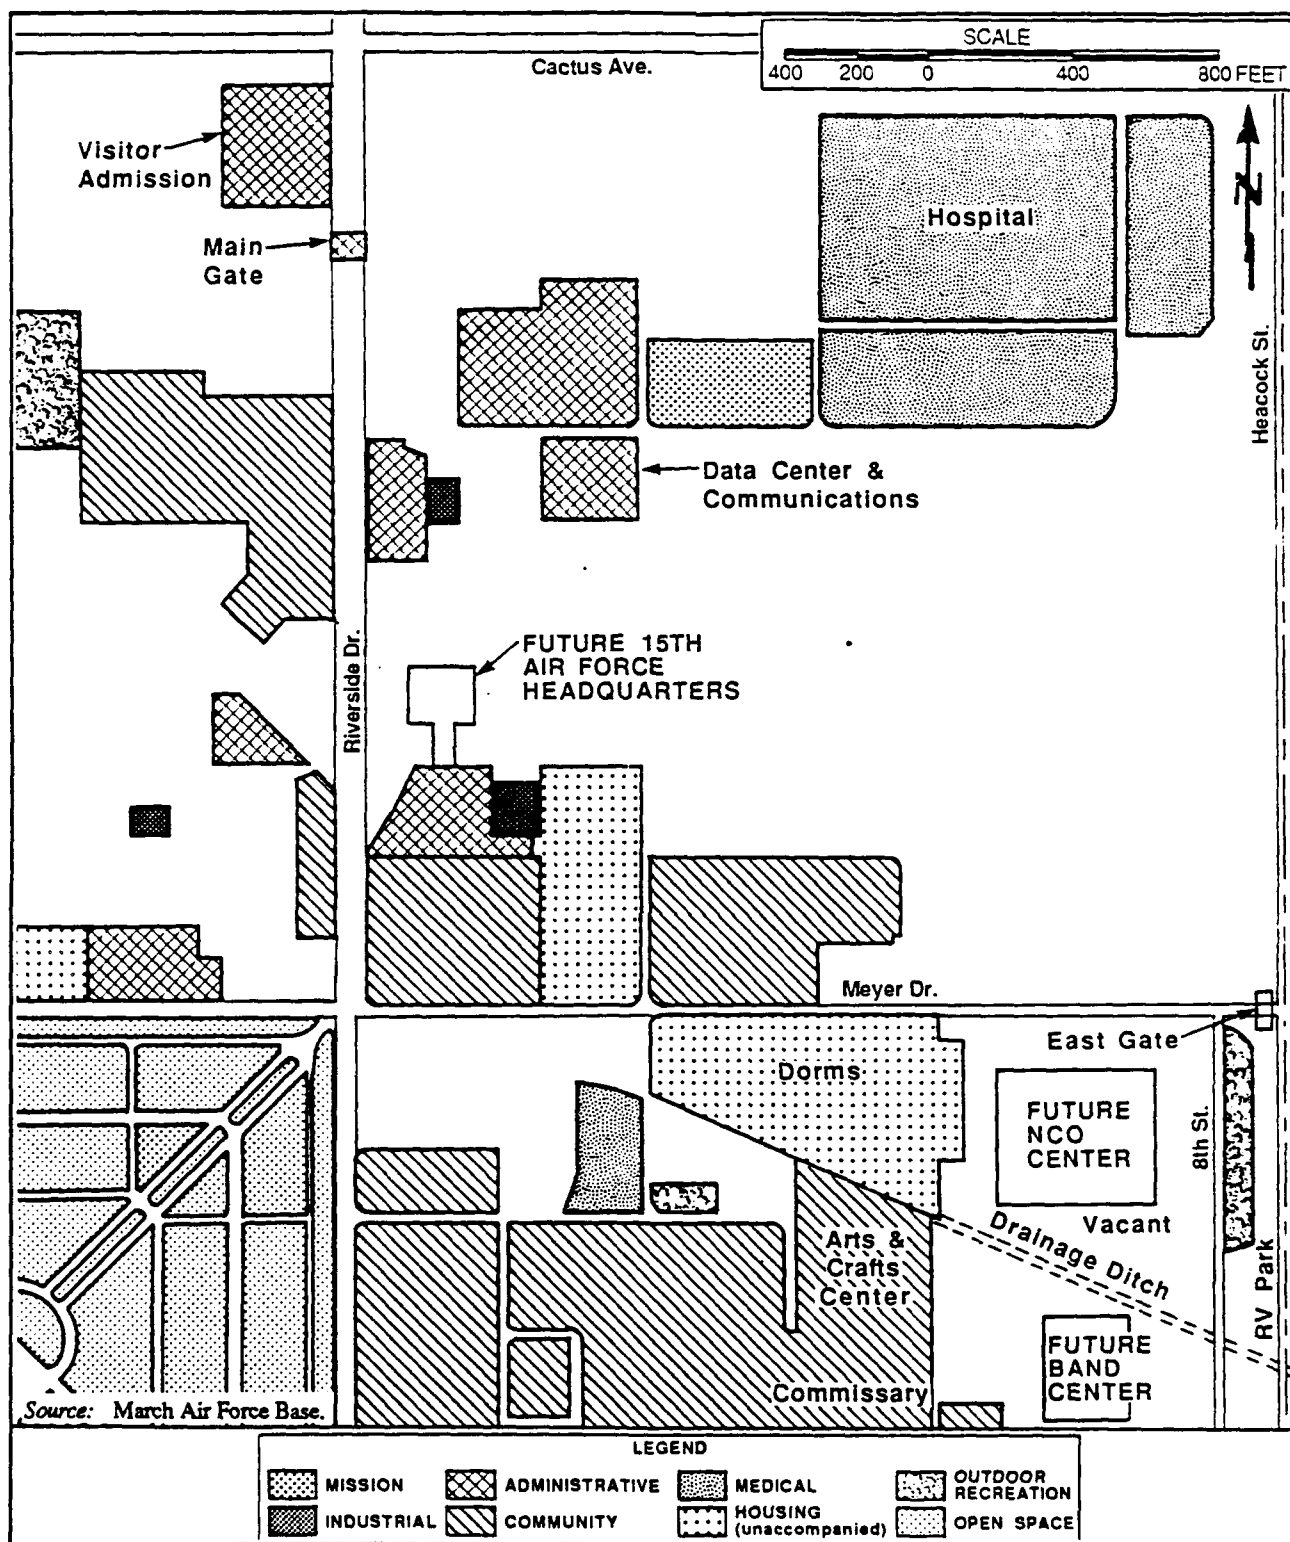 SCALE
400 200 0 400 800 FEET
Cactus Ave.
Visitor
Admission
Main
Gate
Hospital
N
Heacock St.
Data Center &
Communications
Riverside Dr.
FUTURE 15TH
AIR FORCE
HEADQUARTERS
Meyer Dr.
East Gate
Dorms
FUTURE
NCO
CENTER
8th St.
Vacant
Drainage Ditch
Arts &
Crafts
Center
RV Park
FUTURE
BAND
CENTER
Commissary
Source: March Air Force Base.
LEGEND
MISSION
ADMINISTRATIVE
MEDICAL
OUTDOOR
RECREATION
INDUSTRIAL
COMMUNITY
HOUSING
(unaccompanied)
OPEN SPACE